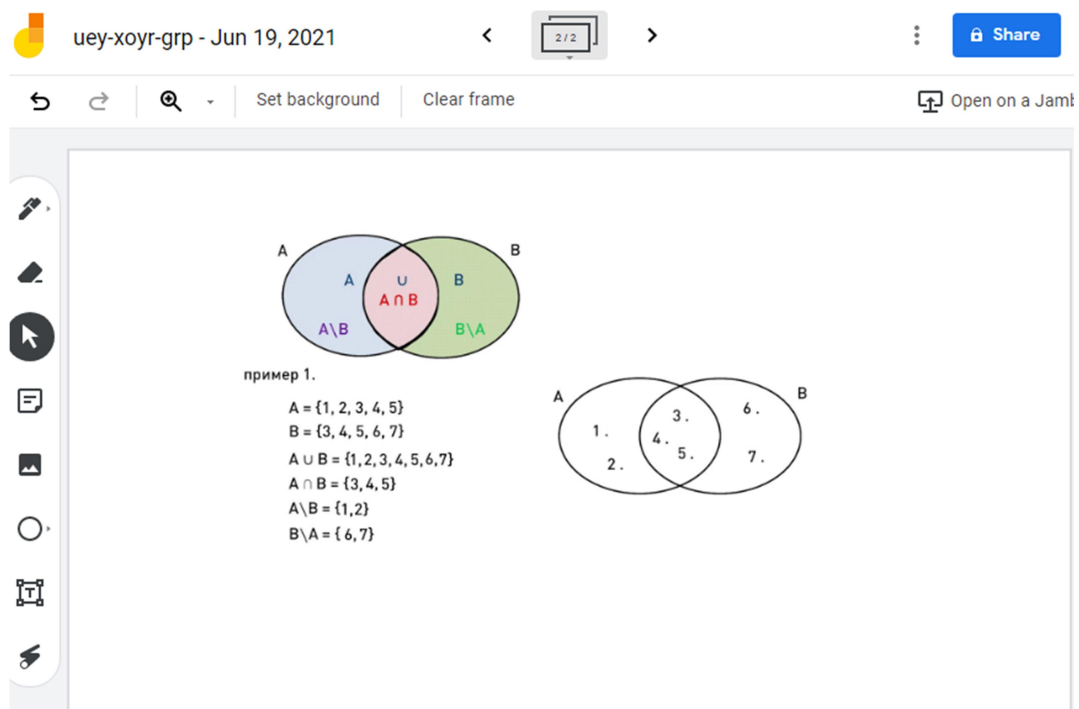 uey-xoyr-grp - Jun 19, 2021
2 / 2
Share
Set background
Clear frame
Open on a Jamb
A
B
A ∪ B
A ∩ B
A\B
B\A
пример 1.
A = {1, 2, 3, 4, 5}
B = {3, 4, 5, 6, 7}
A ∪ B = {1,2,3,4,5,6,7}
A ∩ B = {3,4,5}
A\B = {1,2}
B\A = { 6,7}
A
B
1 .
2 .
3 .
4 .
5 .
6 .
7 .
T